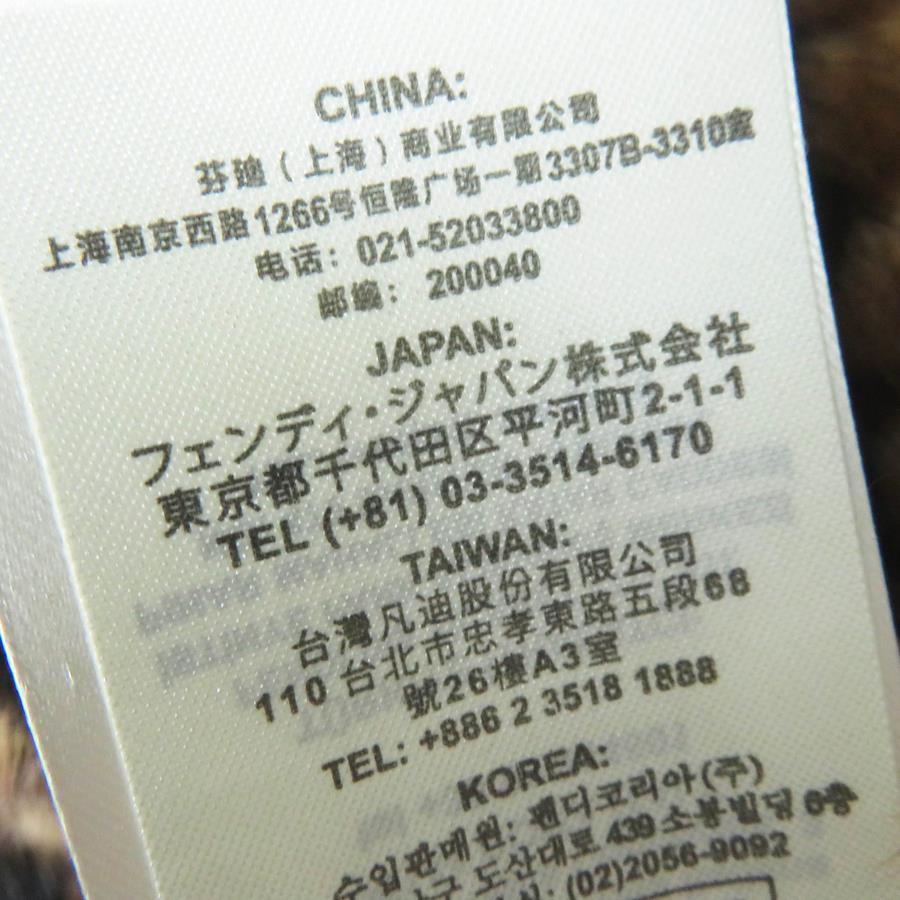 CHINA:
芬迪（上海）商业有限公司
上海南京西路1266号恒隆广场一期3307B-3310室
电话： 021-52033800
邮编： 200040
JAPAN:
フェンディ・ジャパン株式会社
東京都千代田区平河町2-1-1
TEL (+81) 03-3514-6170
TAIWAN:
台灣凡迪股份有限公司
110 台北市忠孝東路五段68
號26樓A3室
TEL: +886 2 3518 1888
KOREA:
수입판매원: 팬디코리아(주)
도산대로 439 소봉빌딩 6층
(02)2056-9092